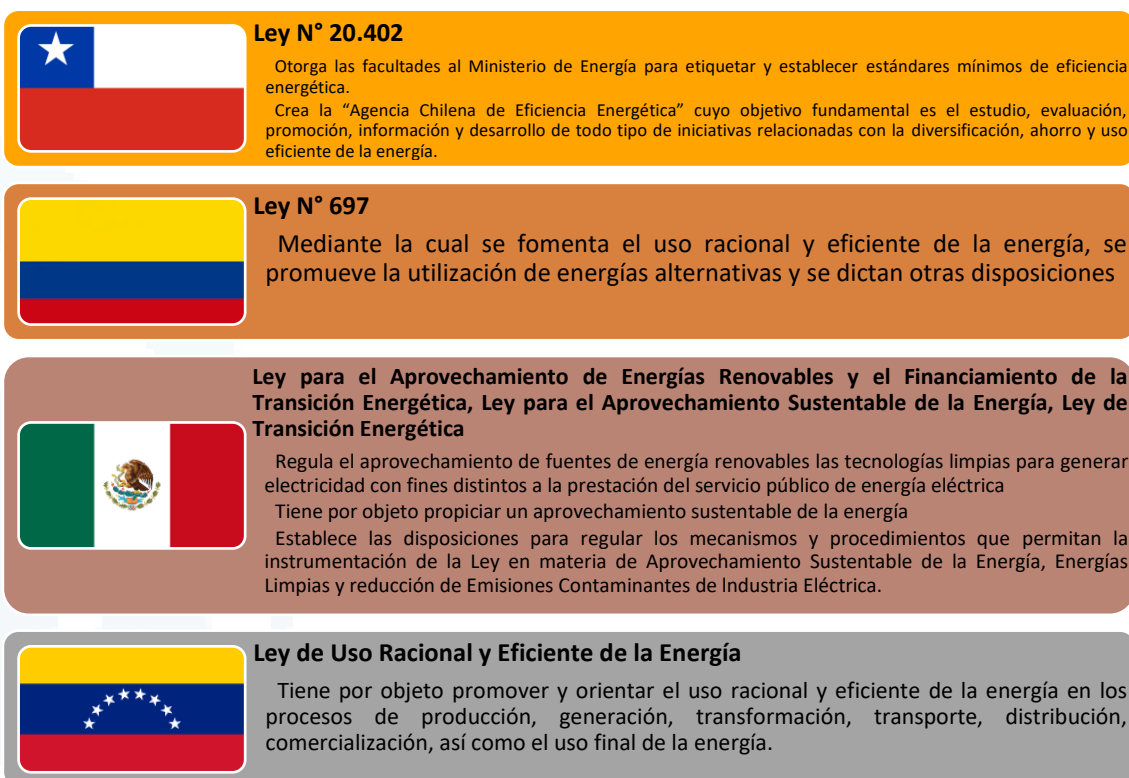 Ley N° 20.402
Otorga las facultades al Ministerio de Energía para etiquetar y establecer estándares mínimos de eficiencia
energética.
Crea la “Agencia Chilena de Eficiencia Energética” cuyo objetivo fundamental es el estudio, evaluación,
promoción, información y desarrollo de todo tipo de iniciativas relacionadas con la diversificación, ahorro y uso
eficiente de la energía.
Ley N° 697
Mediante la cual se fomenta el uso racional y eficiente de la energía, se
promueve la utilización de energías alternativas y se dictan otras disposiciones
Ley para el Aprovechamiento de Energías Renovables y el Financiamiento de la
Transición Energética, Ley para el Aprovechamiento Sustentable de la Energía, Ley de
Transición Energética
Regula el aprovechamiento de fuentes de energía renovables las tecnologías limpias para generar
electricidad con fines distintos a la prestación del servicio público de energía eléctrica
Tiene por objeto propiciar un aprovechamiento sustentable de la energía
Establece las disposiciones para regular los mecanismos y procedimientos que permitan la
instrumentación de la Ley en materia de Aprovechamiento Sustentable de la Energía, Energías
Limpias y reducción de Emisiones Contaminantes de lndustria Eléctrica.
Ley de Uso Racional y Eficiente de la Energía
Tiene por objeto promover y orientar el uso racional y eficiente de la energía en los
procesos de producción, generación, transformación, transporte, distribución,
comercialización, así como el uso final de la energía.